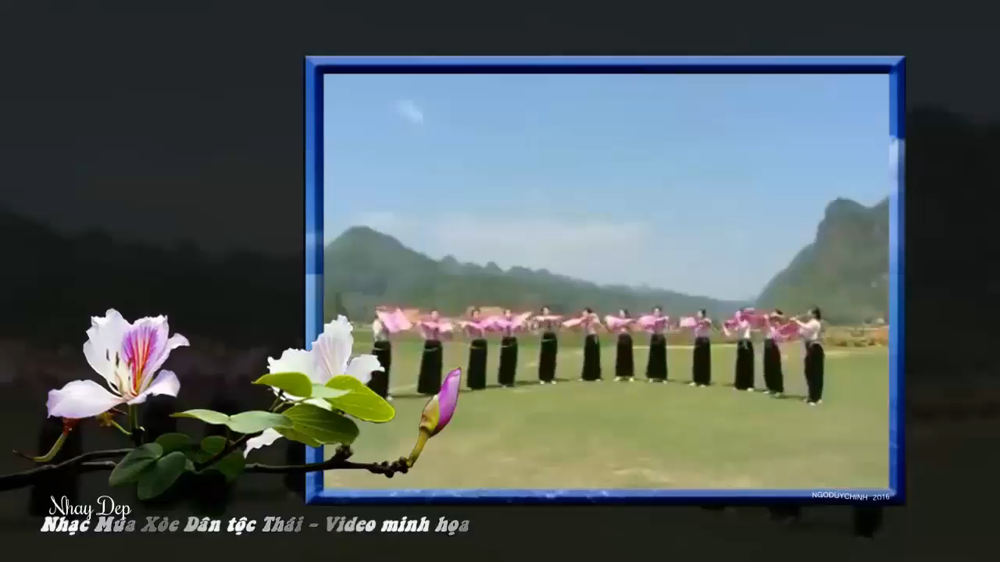 NGODUYCHINH 2016
Nhay Dep
Nhạc Múa Xòe Dân tộc Thái - Video minh họa